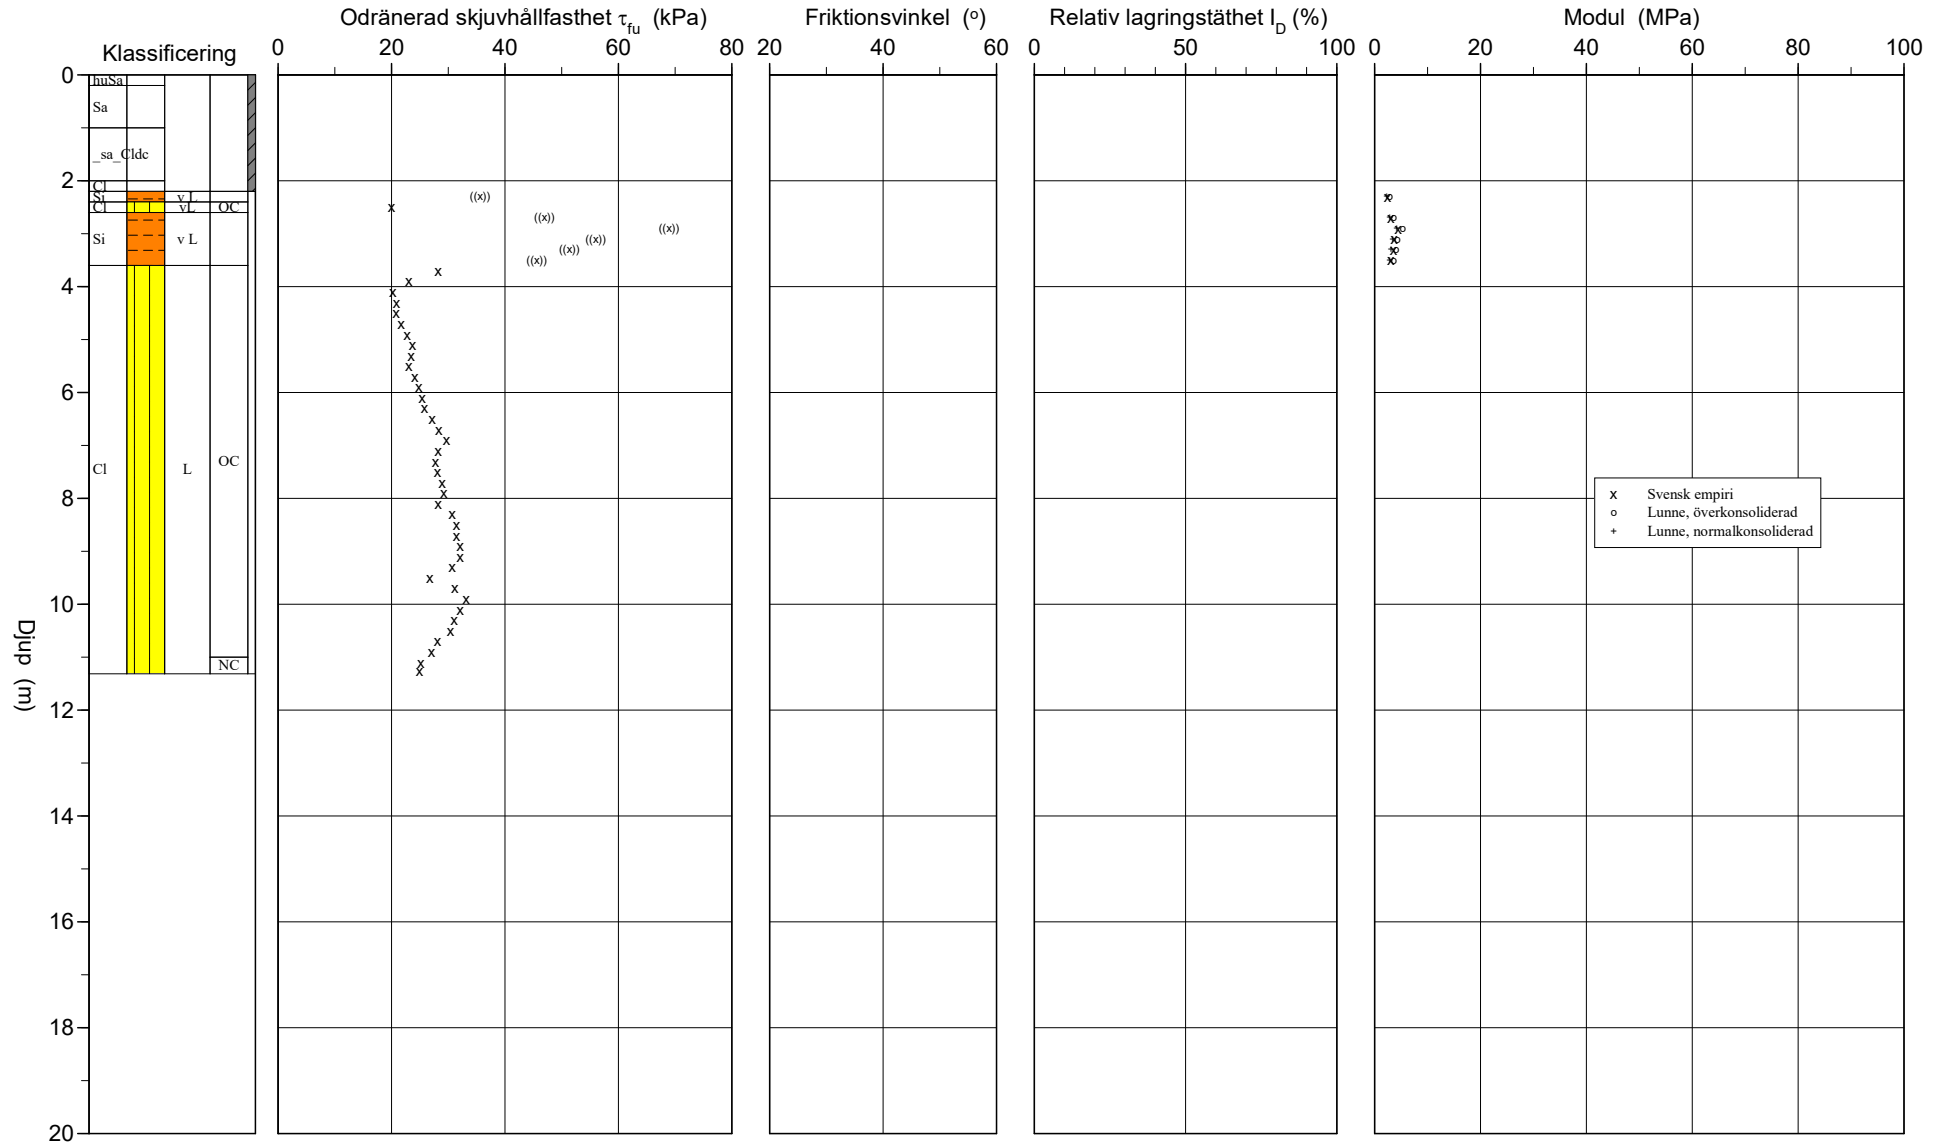 Klassificering
Odränerad skjuvhållfasthet τfu (kPa)
Friktionsvinkel (o)
Relativ lagringstäthet ID (%)
Modul (MPa)
0 20 40 60 80
20 40 60
0 50 100
0 20 40 60 80 100
Djup (m)
0
2
4
6
8
10
12
14
16
18
20
huSa
Sa
_sa_Cldc
Cl
Si v L
Cl vL OC
Si v L
Cl L OC
NC
((x))
x
((x))
((x))
((x))
((x))
((x))
x Svensk empiri
o Lunne, överkonsoliderad
+ Lunne, normalkonsoliderad